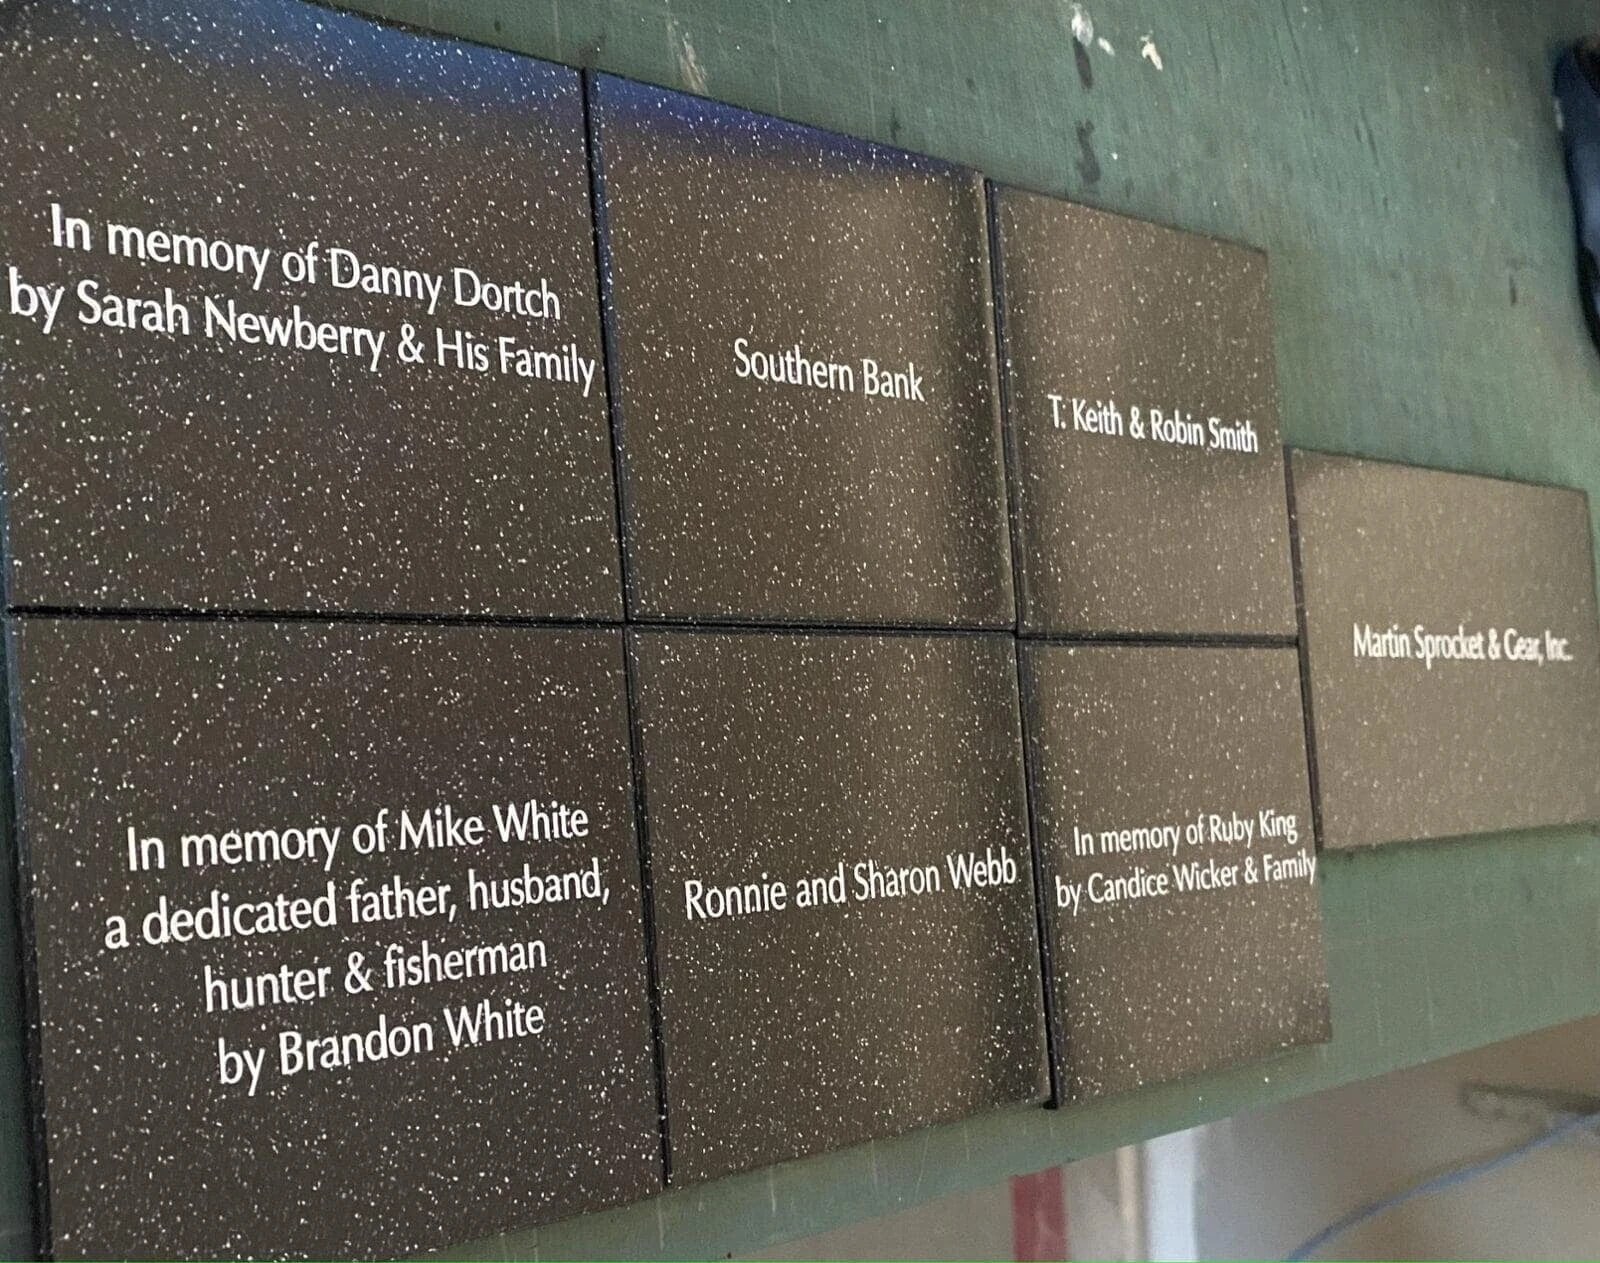 In memory of Danny Dortch
by Sarah Newberry & His Family
Southern Bank
T. Keith & Robin Smith
Martin Sprocket & Gear, Inc.
In memory of Mike White
a dedicated father, husband,
hunter & fisherman
by Brandon White
Ronnie and Sharon Webb
In memory of Ruby King
by Candice Wicker & Family